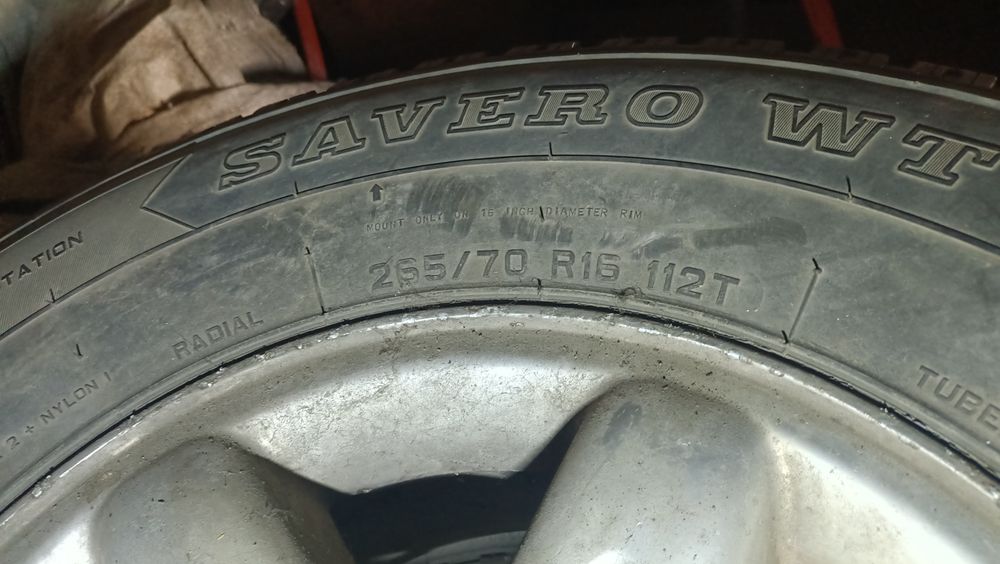 SAVERO WT
MOUNT ONLY ON 16 INCH DIAMETER RIM
265/70 R16 112T
TATION
RADIAL
2 + NYLON 1
TUBE